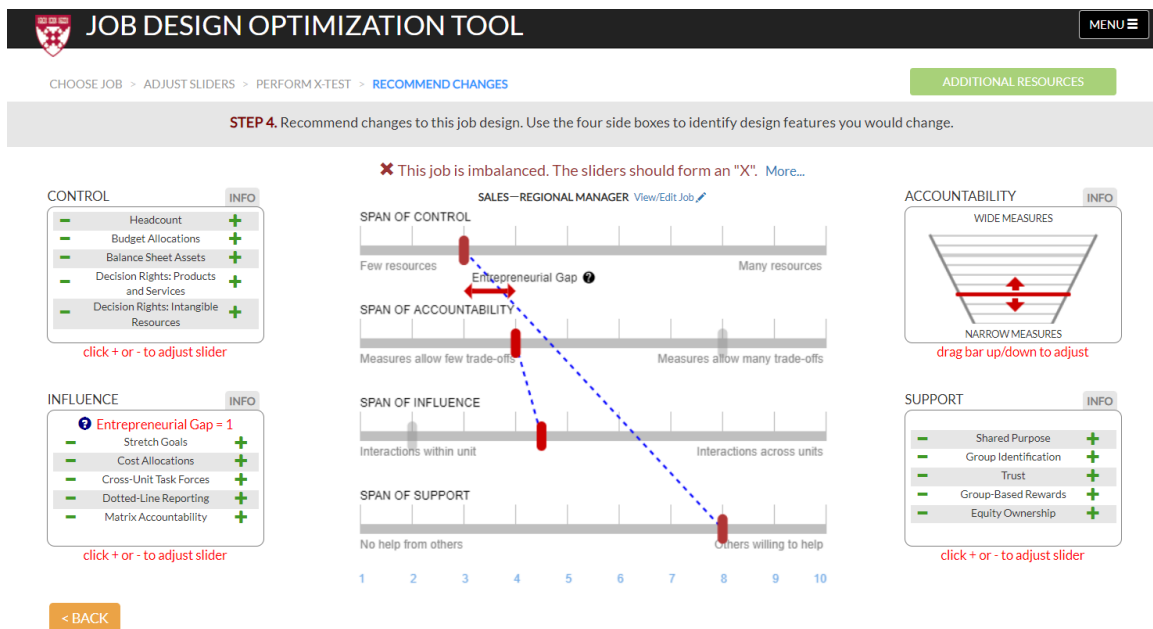 JOB DESIGN OPTIMIZATION TOOL
MENU
CHOOSE JOB > ADJUST SLIDERS > PERFORM X-TEST > RECOMMEND CHANGES
ADDITIONAL RESOURCES
STEP 4. Recommend changes to this job design. Use the four side boxes to identify design features you would change.
This job is imbalanced. The sliders should form an "X". More...
CONTROL
INFO
Headcount
Budget Allocations
Balance Sheet Assets
Decision Rights: Products
and Services
Decision Rights: Intangible
Resources
click + or - to adjust slider
INFLUENCE
INFO
Entrepreneurial Gap = 1
Stretch Goals
Cost Allocations
Cross-Unit Task Forces
Dotted-Line Reporting
Matrix Accountability
click + or - to adjust slider
< BACK
SALES—REGIONAL MANAGER View/Edit Job
SPAN OF CONTROL
Few resources
Many resources
Entrepreneurial Gap
SPAN OF ACCOUNTABILITY
Measures allow few trade-offs
Measures allow many trade-offs
SPAN OF INFLUENCE
Interactions within unit
Interactions across units
SPAN OF SUPPORT
No help from others
Others willing to help
1 2 3 4 5 6 7 8 9 10
ACCOUNTABILITY
INFO
WIDE MEASURES
NARROW MEASURES
drag bar up/down to adjust
SUPPORT
INFO
Shared Purpose
Group Identification
Trust
Group-Based Rewards
Equity Ownership
click + or - to adjust slider